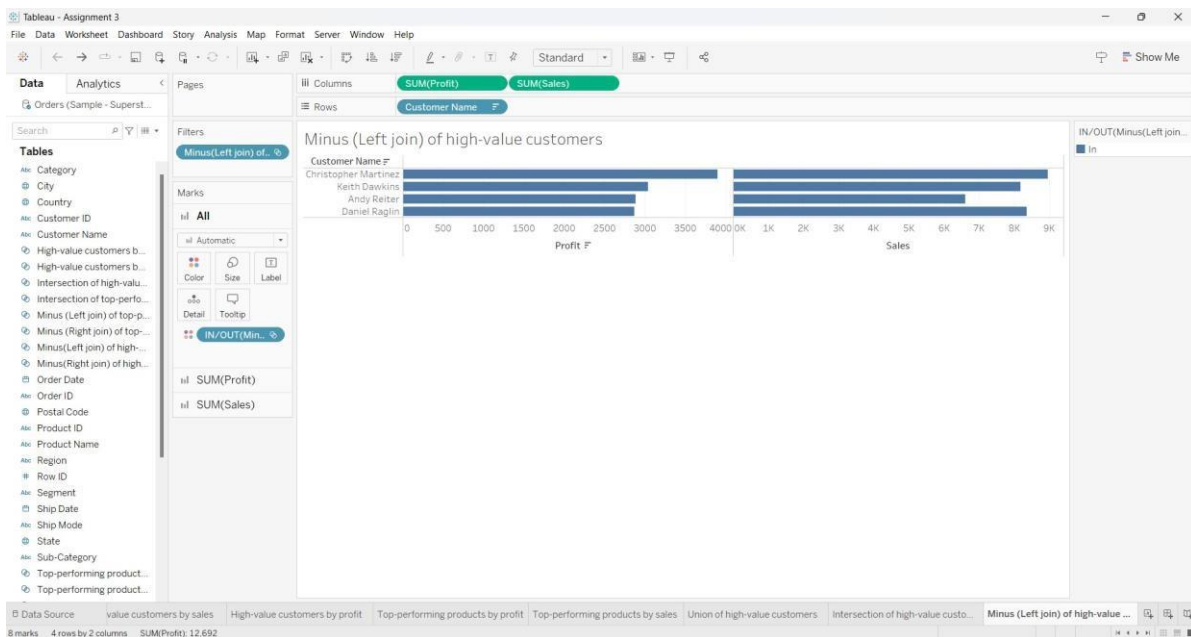 Tableau - Assignment 3
File Data Worksheet Dashboard Story Analysis Map Format Server Window Help
Standard
Show Me
Data Analytics
Orders (Sample - Superst...
Search
Tables
Abc Category
City
Country
Abc Customer ID
Abc Customer Name
High-value customers b...
High-value customers b...
Intersection of high-valu...
Intersection of top-perfo...
Minus (Left join) of top-p...
Minus (Right join) of top-...
Minus(Left join) of high-...
Minus(Right join) of high...
Order Date
Abc Order ID
Postal Code
Abc Product ID
Abc Product Name
Abc Region
# Row ID
Abc Segment
Ship Date
Abc Ship Mode
State
Abc Sub-Category
Top-performing product...
Top-performing product...
Pages
Filters
Minus(Left join) of..
Marks
All
Automatic
Color Size Label
Detail Tooltip
IN/OUT(Min..
SUM(Profit)
SUM(Sales)
Columns SUM(Profit) SUM(Sales)
Rows Customer Name
Minus (Left join) of high-value customers
Customer Name
Christopher Martinez
Keith Dawkins
Andy Reiter
Daniel Raglin
0 500 1000 1500 2000 2500 3000 3500 4000 0K 1K 2K 3K 4K 5K 6K 7K 8K 9K
Profit Sales
IN/OUT(Minus(Left join...
In
Data Source value customers by sales High-value customers by profit Top-performing products by profit Top-performing products by sales Union of high-value customers Intersection of high-value custo... Minus (Left join) of high-value ...
8 marks 4 rows by 2 columns SUM(Profit): 12,692